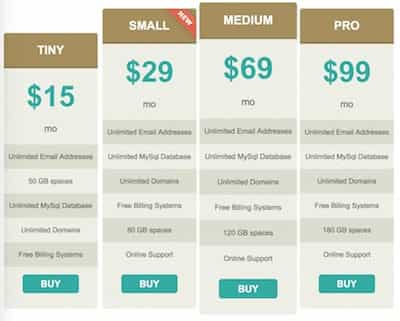 TINY
$15
mo
Unlimited Email Addresses
50 GB spaces
Unlimited MySql Database
Unlimited Domains
Free Billing Systems
BUY
SMALL
NEW
$29
mo
Unlimited Email Addresses
Unlimited MySql Database
Unlimited Domains
Free Billing Systems
80 GB spaces
Online Support
BUY
MEDIUM
$69
mo
Unlimited Email Addresses
Unlimited MySql Database
Unlimited Domains
Free Billing Systems
120 GB spaces
Online Support
BUY
PRO
$99
mo
Unlimited Email Addresses
Unlimited MySql Database
Unlimited Domains
Free Billing Systems
180 GB spaces
Online Support
BUY